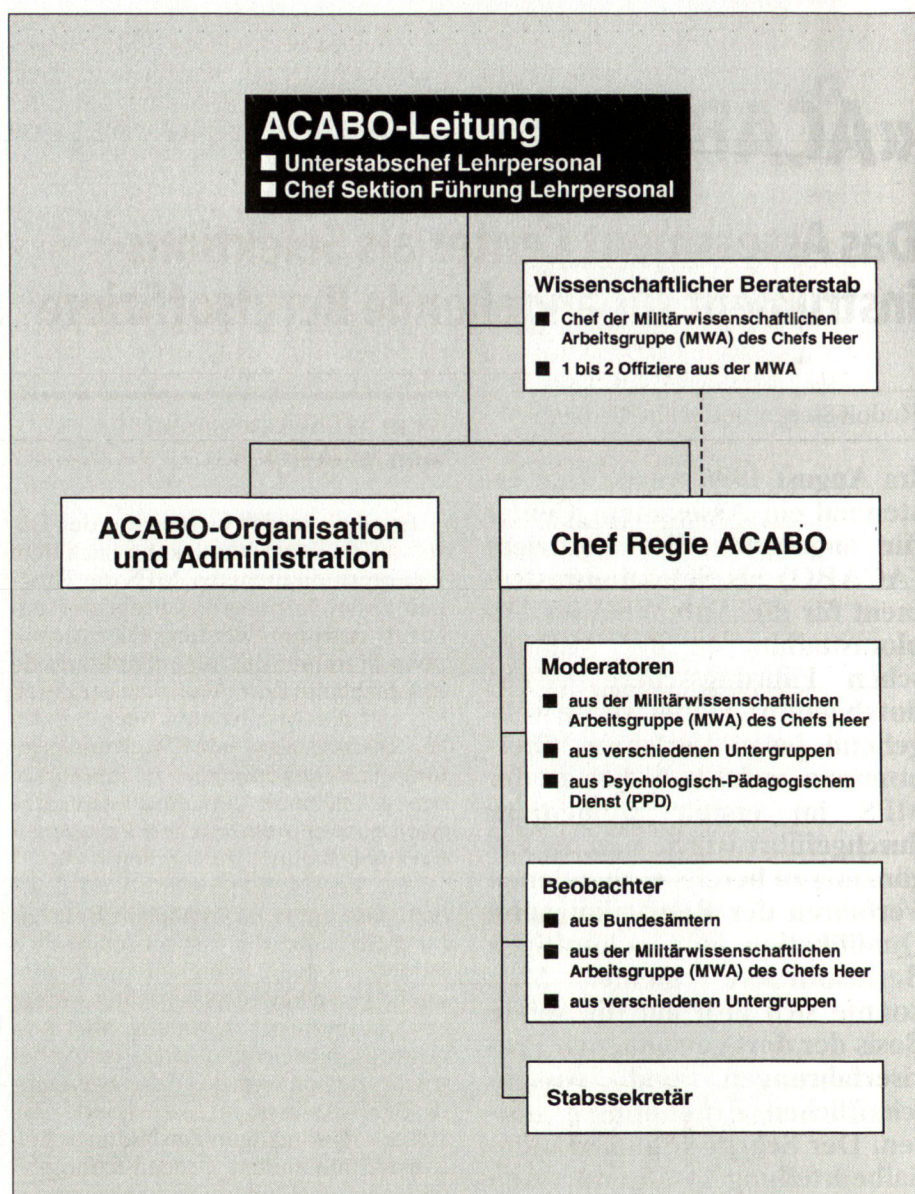 ACABO-Leitung
■ Unterstabschef Lehrpersonal
■ Chef Sektion Führung Lehrpersonal
Wissenschaftlicher Beraterstab
■ Chef der Militärwissenschaftlichen
Arbeitsgruppe (MWA) des Chefs Heer
■ 1 bis 2 Offiziere aus der MWA
ACABO-Organisation
und Administration
Chef Regie ACABO
Moderatoren
■ aus der Militärwissenschaftlichen
Arbeitsgruppe (MWA) des Chefs Heer
■ aus verschiedenen Untergruppen
■ aus Psychologisch-Pädagogischem
Dienst (PPD)
Beobachter
■ aus Bundesämtern
■ aus der Militärwissenschaftlichen
Arbeitsgruppe (MWA) des Chefs Heer
■ aus verschiedenen Untergruppen
Stabssekretär